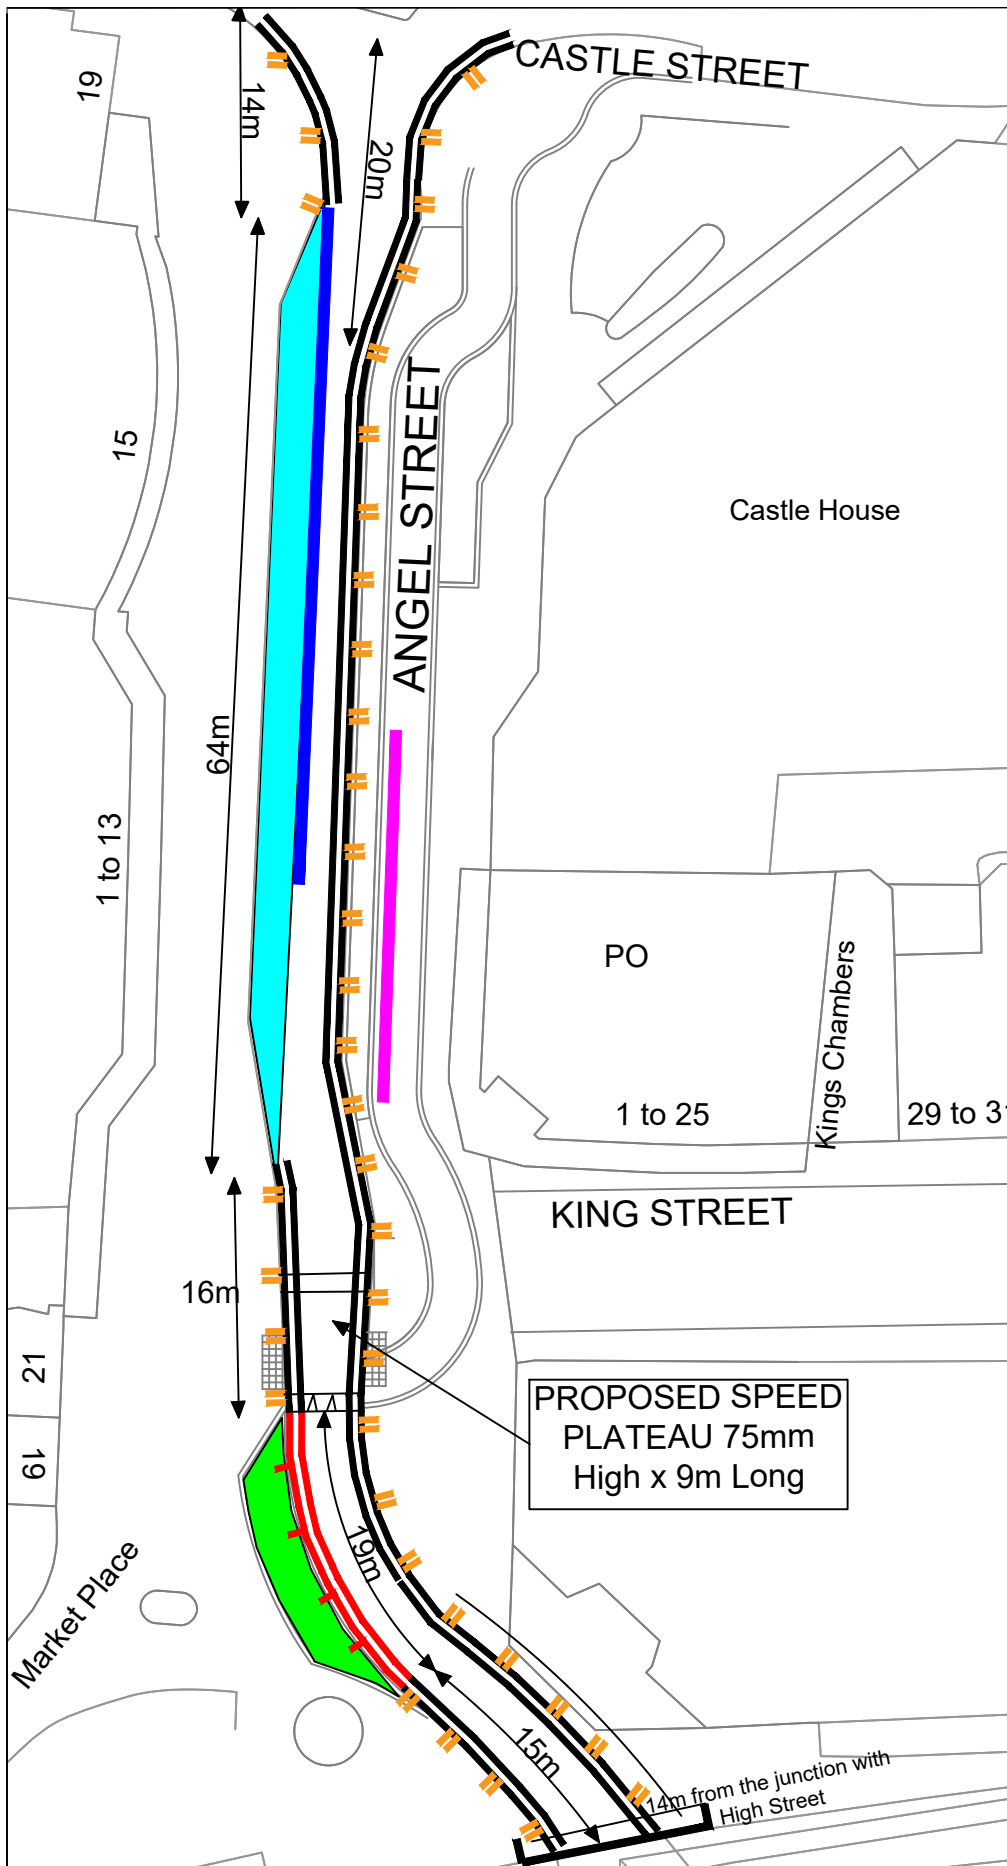 CASTLE STREET
19
14m
20m
ANGEL STREET
15
Castle House
64m
1 to 13
PO
Kings Chambers
1 to 25
29 to 3
KING STREET
16m
21
19
PROPOSED SPEED
PLATEAU 75mm
High x 9m Long
19m
Market Place
15m
14m from the junction with
High Street